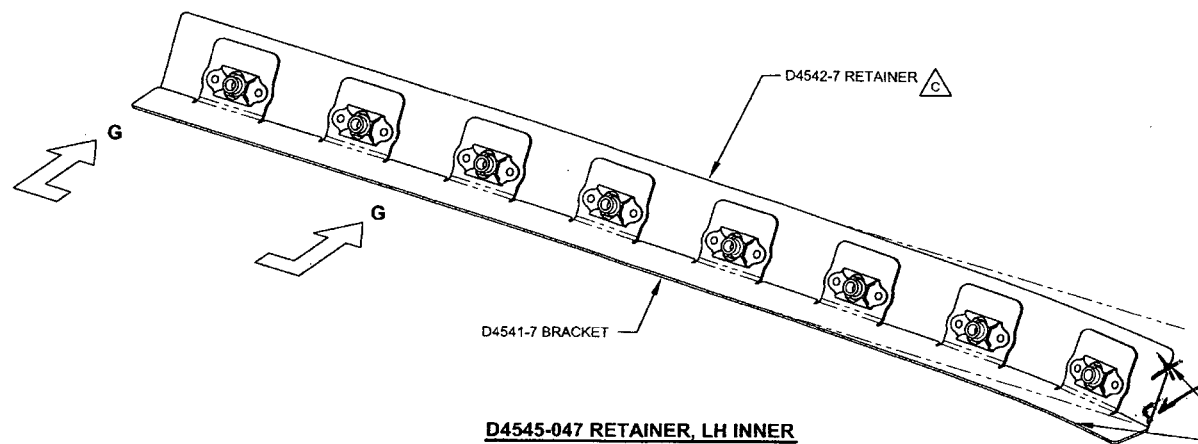 D4542-7 RETAINER C
G
G
D4541-7 BRACKET
D4545-047 RETAINER, LH INNER